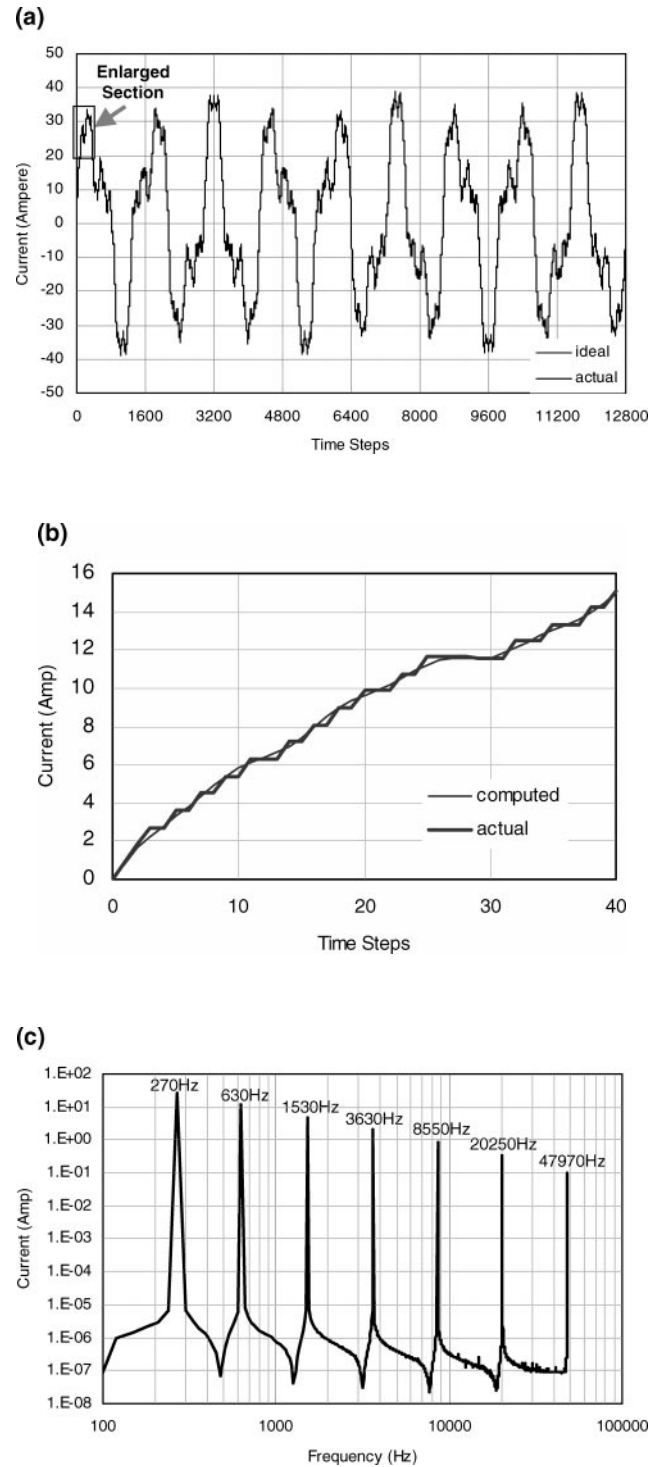 (a)
50
40
30
20
10
0
-10
-20
-30
-40
-50
Current (Ampere)
Enlarged
Section
ideal
actual
0 1600 3200 4800 6400 8000 9600 11200 12800
Time Steps
(b)
16
14
12
10
8
6
4
2
0
Current (Amp)
computed
actual
0 10 20 30 40
Time Steps
(c)
1.E+02
1.E+01
1.E+00
1.E-01
1.E-02
1.E-03
1.E-04
1.E-05
1.E-06
1.E-07
1.E-08
Current (Amp)
270Hz
630Hz
1530Hz
3630Hz
8550Hz
20250Hz
47970Hz
100 1000 10000 100000
Frequency (Hz)